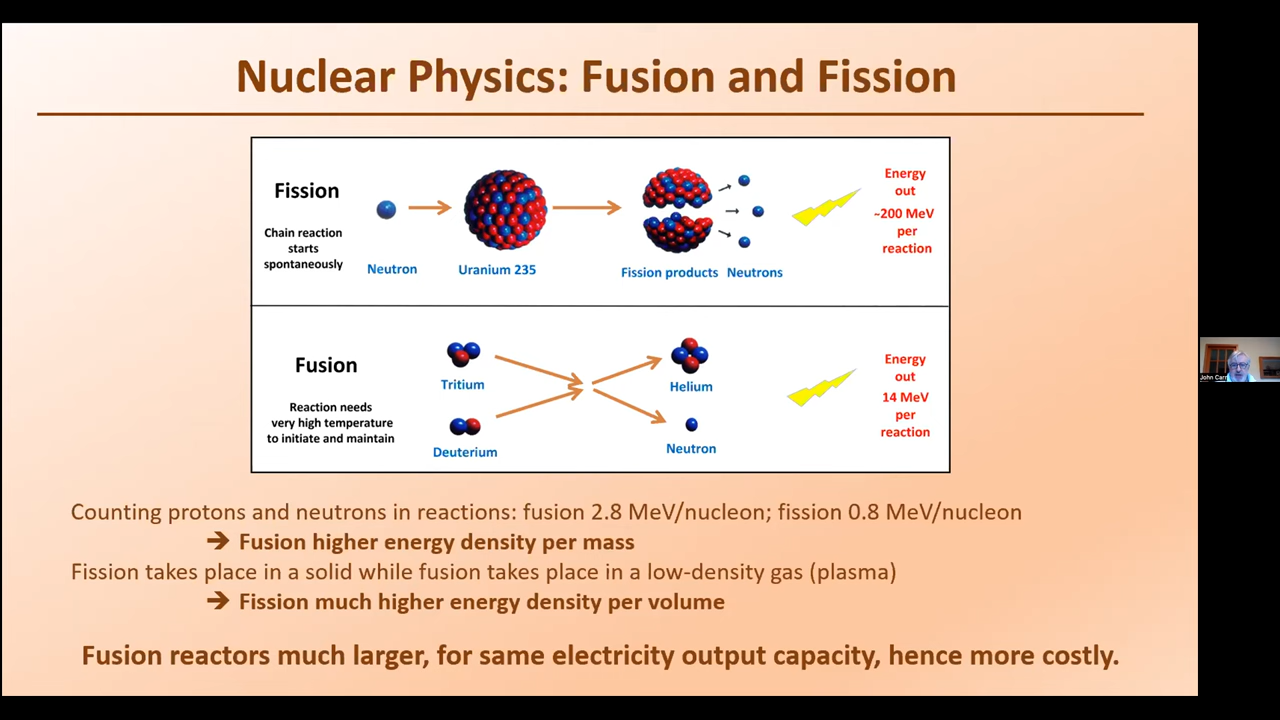 Nuclear Physics: Fusion and Fission
Fission
Chain reaction
starts
spontaneously
Neutron
Uranium 235
Fission products
Neutrons
Energy
out
~200 MeV
per
reaction
Fusion
Reaction needs
very high temperature
to initiate and maintain
Tritium
Deuterium
Helium
Neutron
Energy
out
14 MeV
per
reaction
Counting protons and neutrons in reactions: fusion 2.8 MeV/nucleon; fission 0.8 MeV/nucleon
➔ Fusion higher energy density per mass
Fission takes place in a solid while fusion takes place in a low-density gas (plasma)
➔ Fission much higher energy density per volume
Fusion reactors much larger, for same electricity output capacity, hence more costly.
John